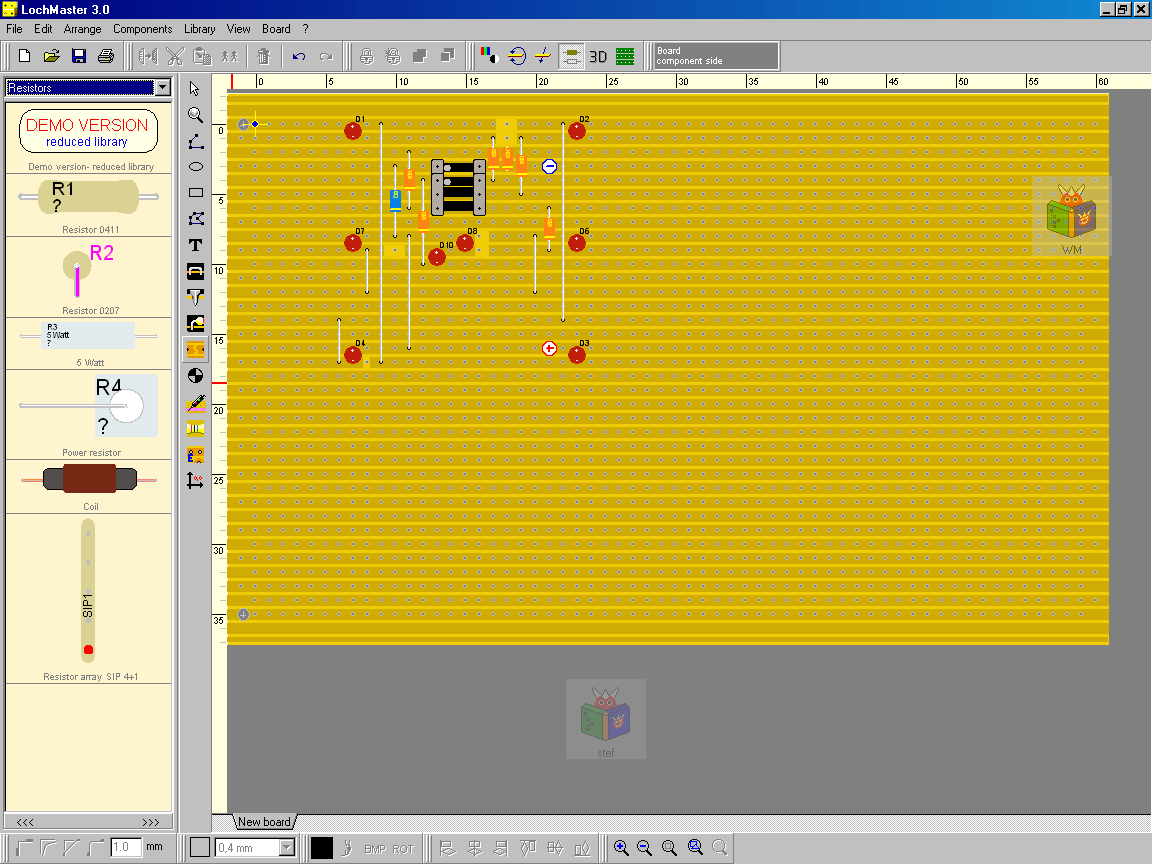 LochMaster 3.0
File Edit Arrange Components Library View Board ?
3D
Board
component side
Resistors
DEMO VERSION
reduced library
Demo version- reduced library
R1
?
Resistor 0411
R2
Resistor 0207
R3
5 Watt
?
5 Watt
R4
?
Power resistor
Coil
SIP1
Resistor array SIP 4+1
<<< >>>
T
0 5 10 15 20 25 30 35 40 45 50 55 60
0
5
10
15
20
25
30
35
D1 D2
D7 D8 D6
D10
D4 D3
WM
stef
New board
1.0 mm
0,4 mm
EMP ROT